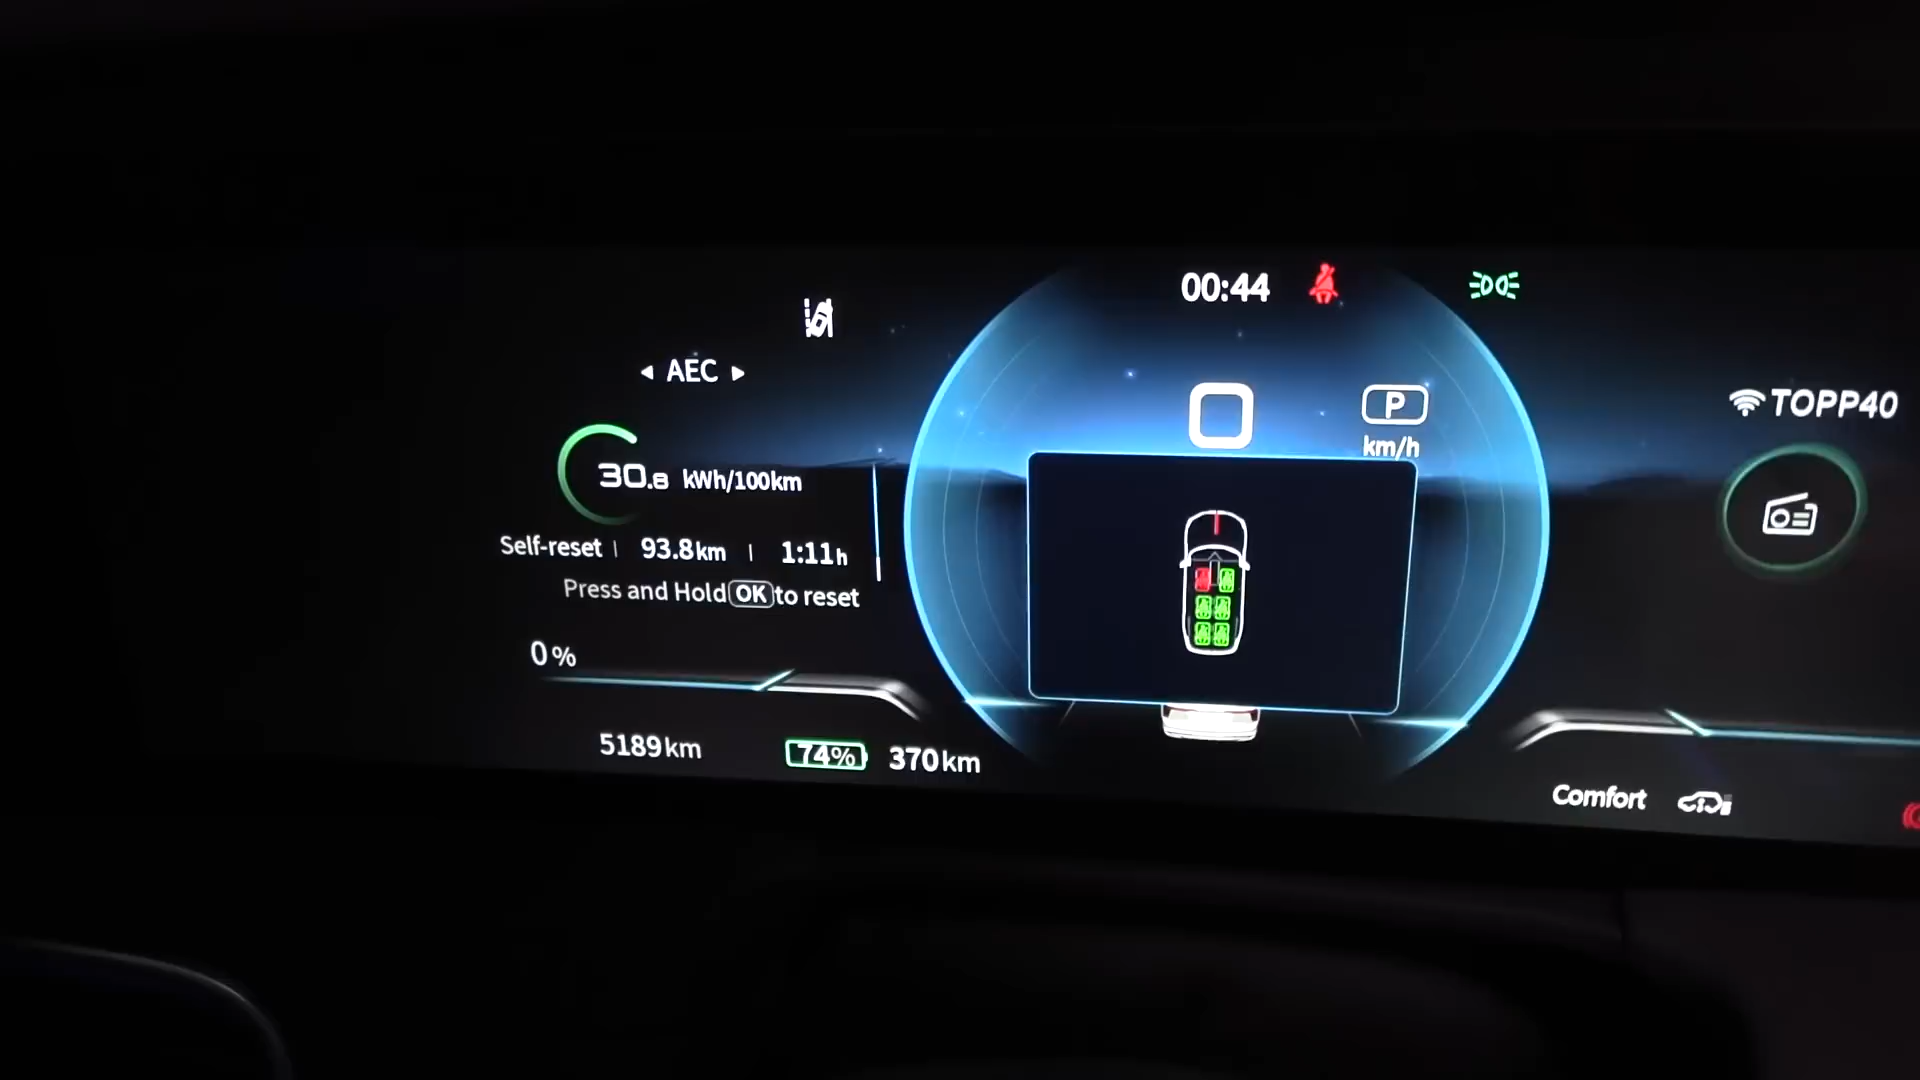 00:44
AEC
0
P
km/h
TOPP40
30.8 kWh/100km
Self-reset | 93.8km | 1:11h
Press and Hold OK to reset
0%
5189km
74%
370km
Comfort